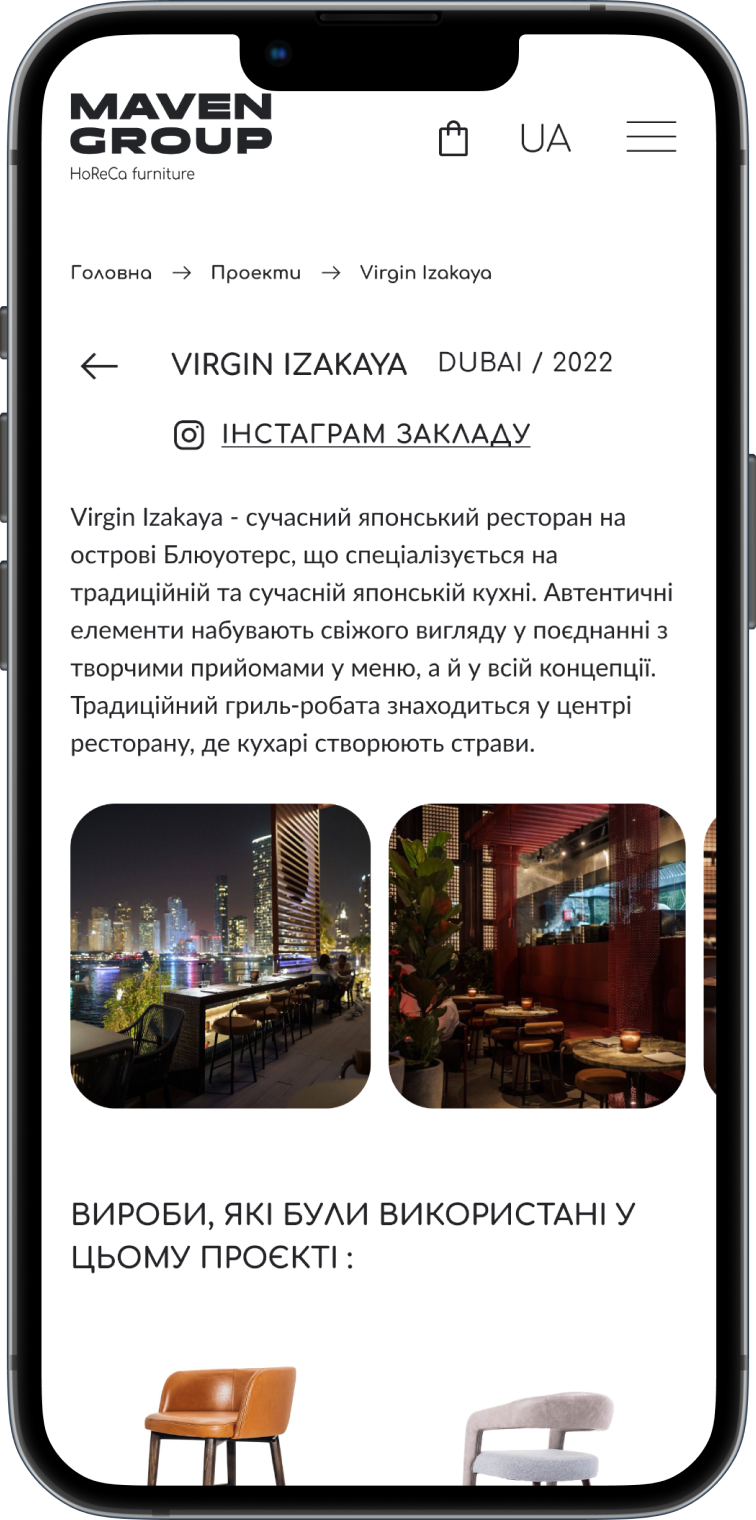 MAVEN
GROUP
HoReCa furniture
UA
Головна → Проекти → Virgin Izakaya
← VIRGIN IZAKAYA DUBAI / 2022
ІНСТАГРАМ ЗАКЛАДУ
Virgin Izakaya - сучасний японський ресторан на
острові Блюуотерс, що спеціалізується на
традиційній та сучасній японській кухні. Автентичні
елементи набувають свіжого вигляду у поєднанні з
творчими прийомами у меню, а й у всій концепції.
Традиційний гриль-робата знаходиться у центрі
ресторану, де кухарі створюють страви.
ВИРОБИ, ЯКІ БУЛИ ВИКОРИСТАНІ У
ЦЬОМУ ПРОЄКТІ :